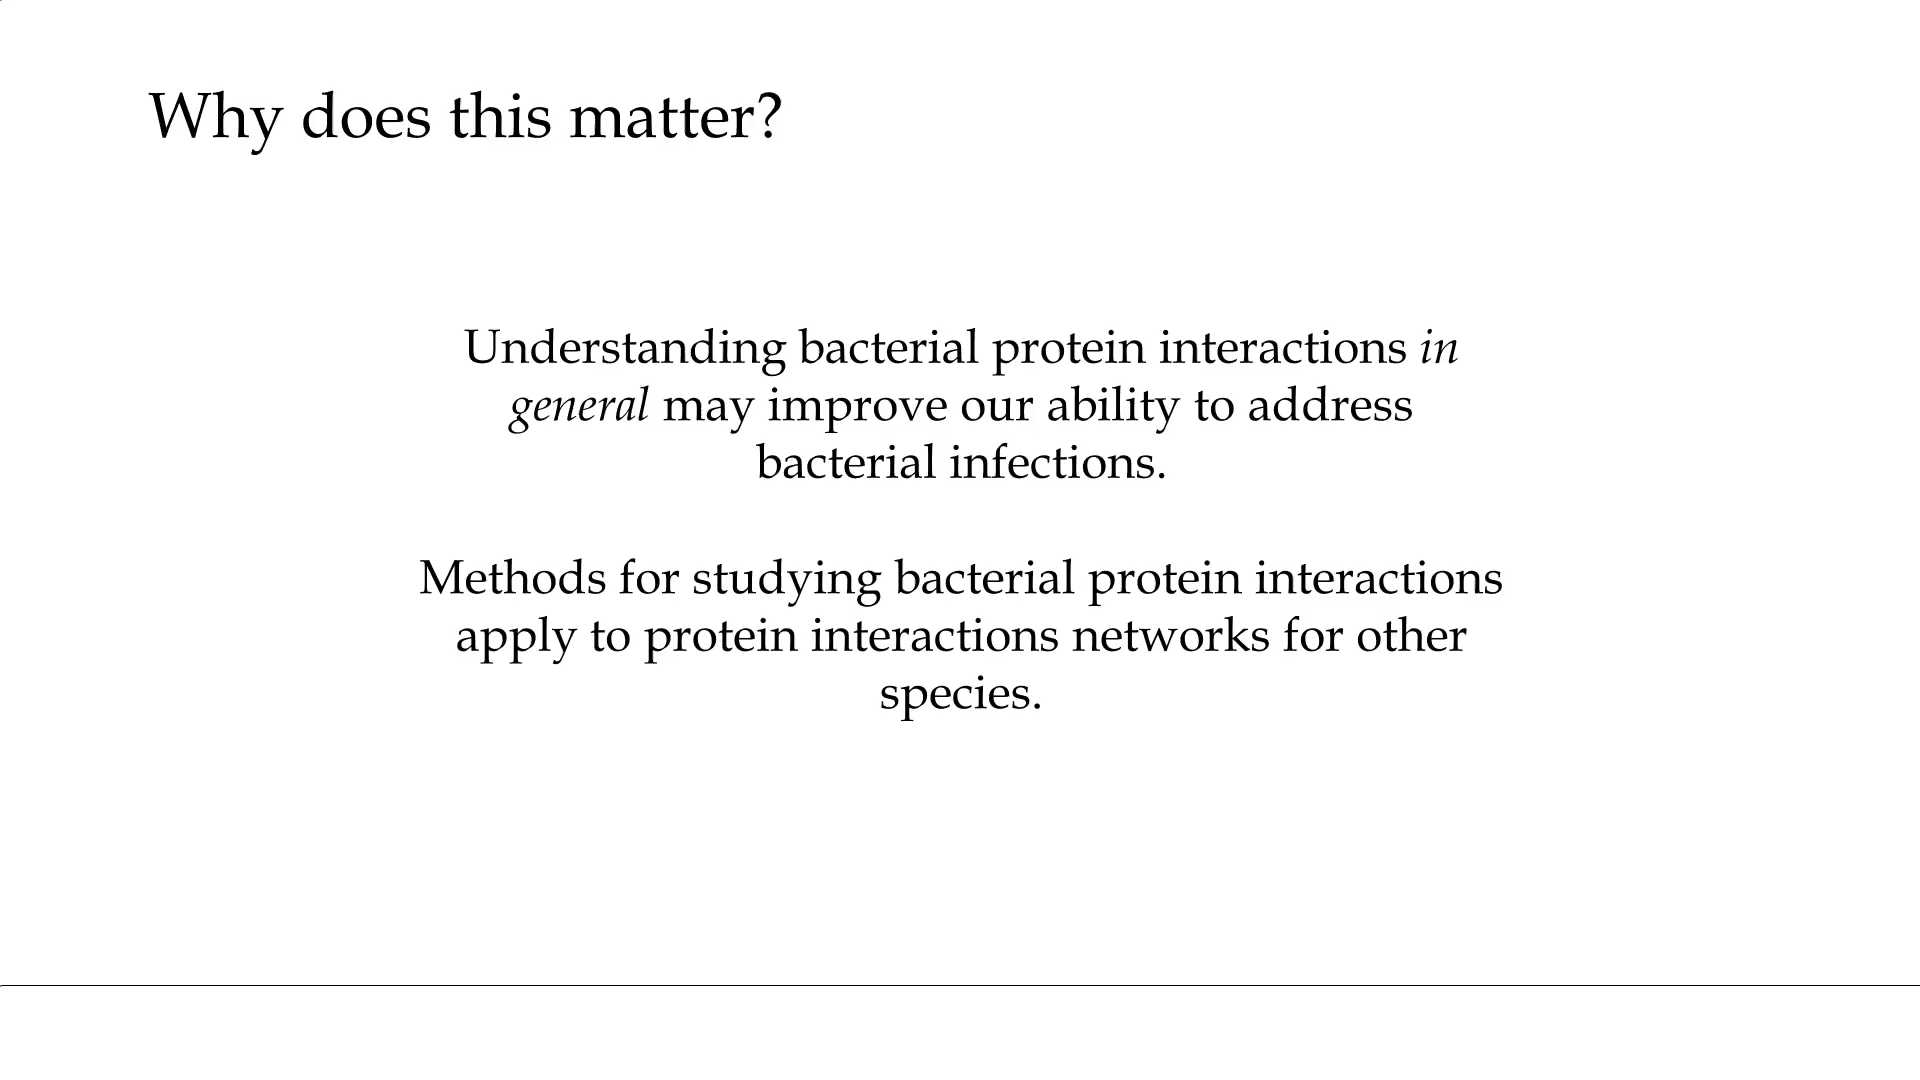 Why does this matter?
Understanding bacterial protein interactions in
general may improve our ability to address
bacterial infections.
Methods for studying bacterial protein interactions
apply to protein interactions networks for other
species.